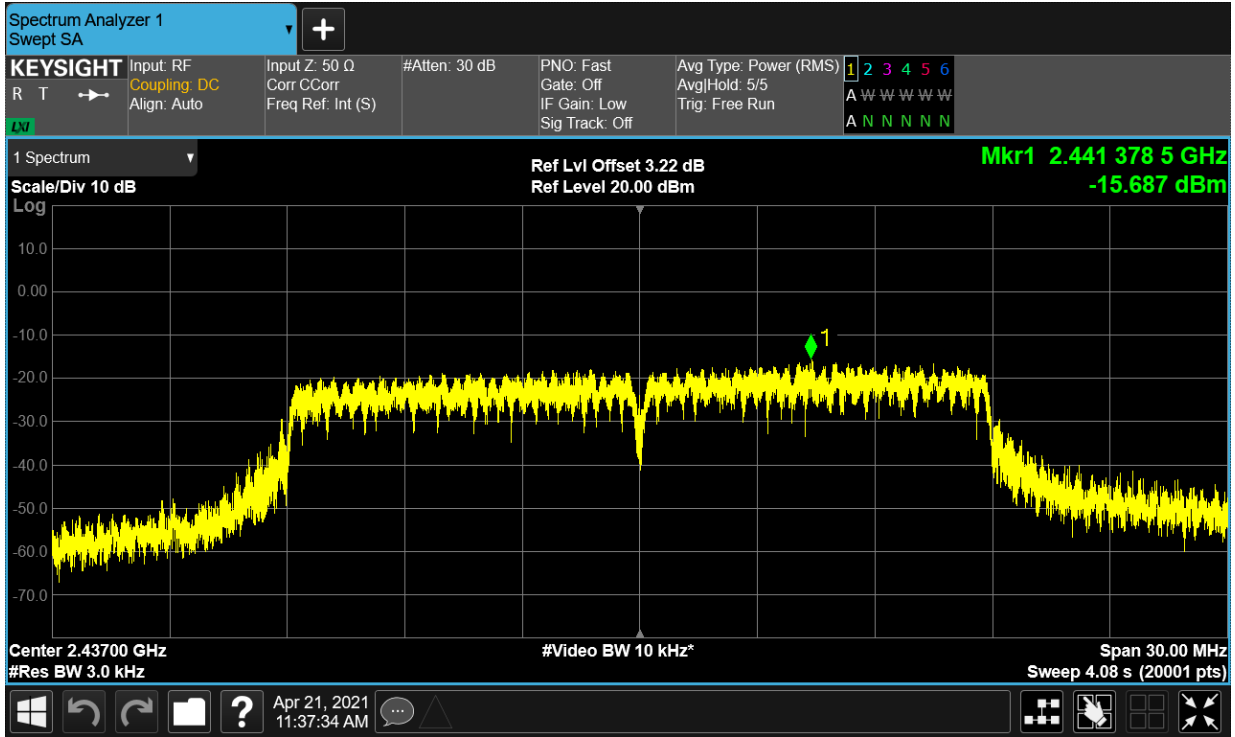 Spectrum Analyzer 1
Swept SA
+
KEYSIGHT
R T
LXI
Input: RF
Coupling: DC
Align: Auto
Input Z: 50 Ω
Corr CCorr
Freq Ref: Int (S)
#Atten: 30 dB
PNO: Fast
Gate: Off
IF Gain: Low
Sig Track: Off
Avg Type: Power (RMS)
Avg|Hold: 5/5
Trig: Free Run
1 2 3 4 5 6
A W W W W W
A N N N N N
1 Spectrum
Scale/Div 10 dB
Log
Ref Lvl Offset 3.22 dB
Ref Level 20.00 dBm
Mkr1 2.441 378 5 GHz
-15.687 dBm
10.0
0.00
-10.0
1
-20.0
-30.0
-40.0
-50.0
-60.0
-70.0
Center 2.43700 GHz
#Res BW 3.0 kHz
#Video BW 10 kHz*
Span 30.00 MHz
Sweep 4.08 s (20001 pts)
?
Apr 21, 2021
11:37:34 AM